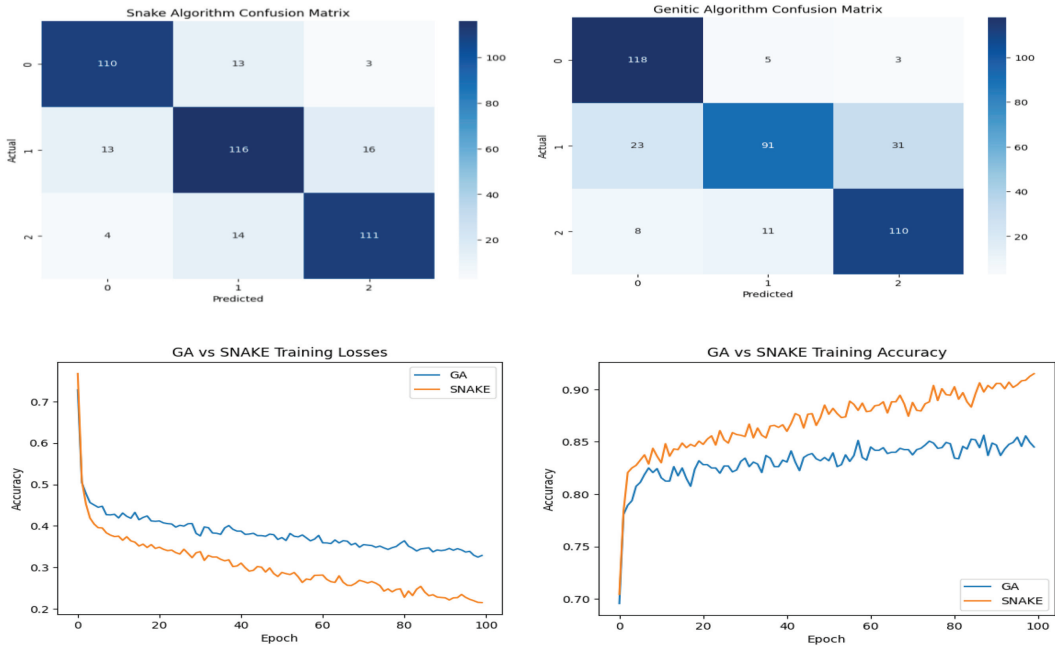 Snake Algorithm Confusion Matrix
Actual
0
110 13 3
1
13 116 16
2
4 14 111
0 1 2
Predicted
100
80
60
40
20
Genitic Algorithm Confusion Matrix
Actual
0
118 5 3
1
23 91 31
2
8 11 110
0 1 2
Predicted
100
80
60
40
20
GA vs SNAKE Training Losses
GA
SNAKE
Accuracy
0.7
0.6
0.5
0.4
0.3
0.2
0 20 40 60 80 100
Epoch
GA vs SNAKE Training Accuracy
Accuracy
0.90
0.85
0.80
0.75
0.70
GA
SNAKE
0 20 40 60 80 100
Epoch